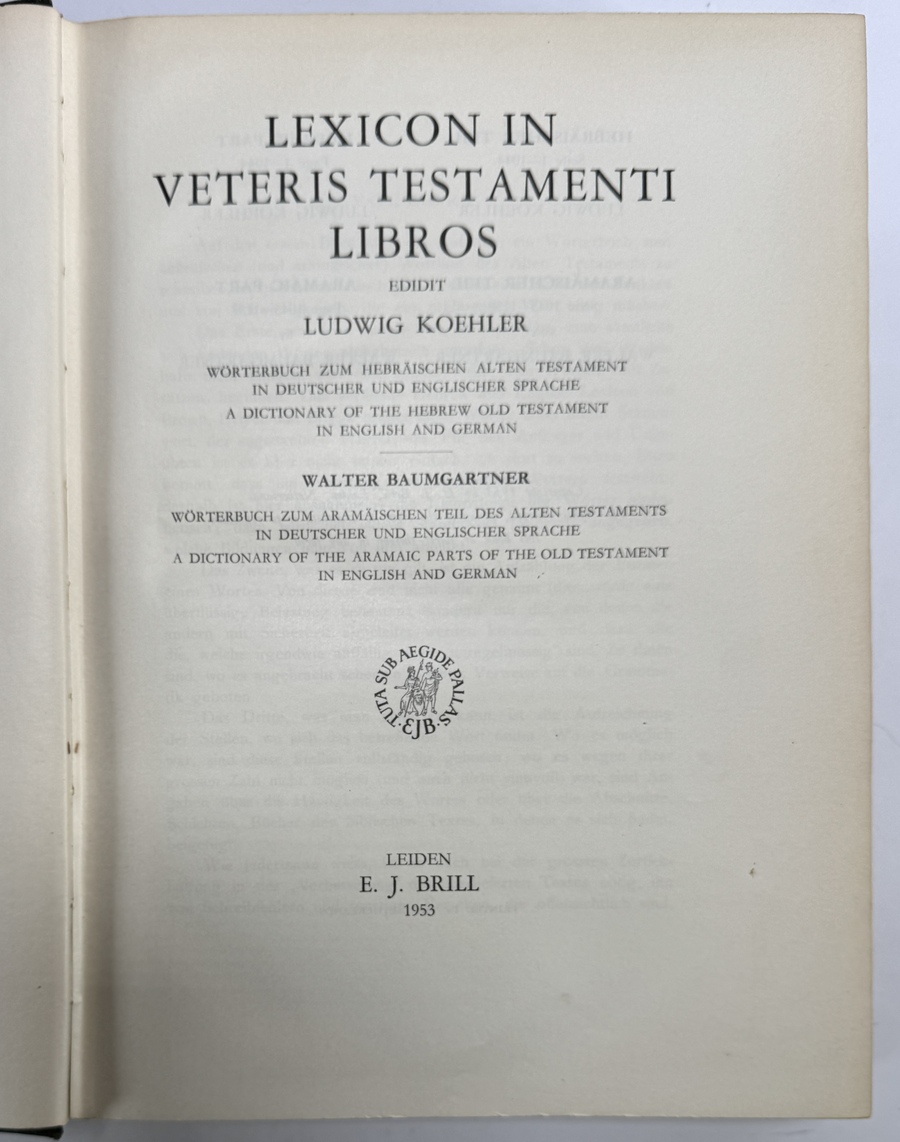 LEXICON IN
VETERIS TESTAMENTI
LIBROS
EDIDIT
LUDWIG KOEHLER
WÖRTERBUCH ZUM HEBRÄISCHEN ALTEN TESTAMENT
IN DEUTSCHER UND ENGLISCHER SPRACHE
A DICTIONARY OF THE HEBREW OLD TESTAMENT
IN ENGLISH AND GERMAN
WALTER BAUMGARTNER
WÖRTERBUCH ZUM ARAMÄISCHEN TEIL DES ALTEN TESTAMENTS
IN DEUTSCHER UND ENGLISCHER SPRACHE
A DICTIONARY OF THE ARAMAIC PARTS OF THE OLD TESTAMENT
IN ENGLISH AND GERMAN
TUTA SUB AEGIDE PALLAS
·EJB·
LEIDEN
E. J. BRILL
1953